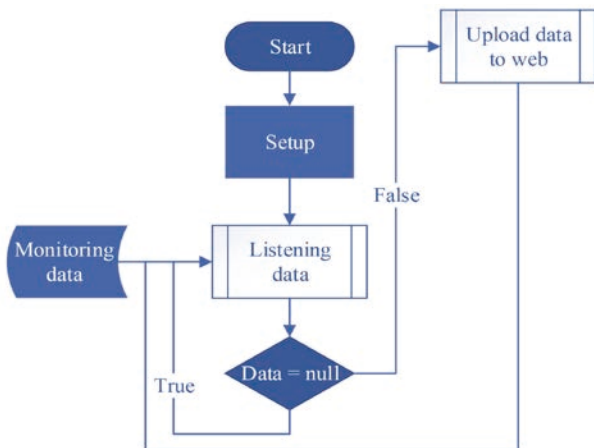 Start
Upload data
to web
Setup
False
Monitoring
data
Listening
data
Data = null
True